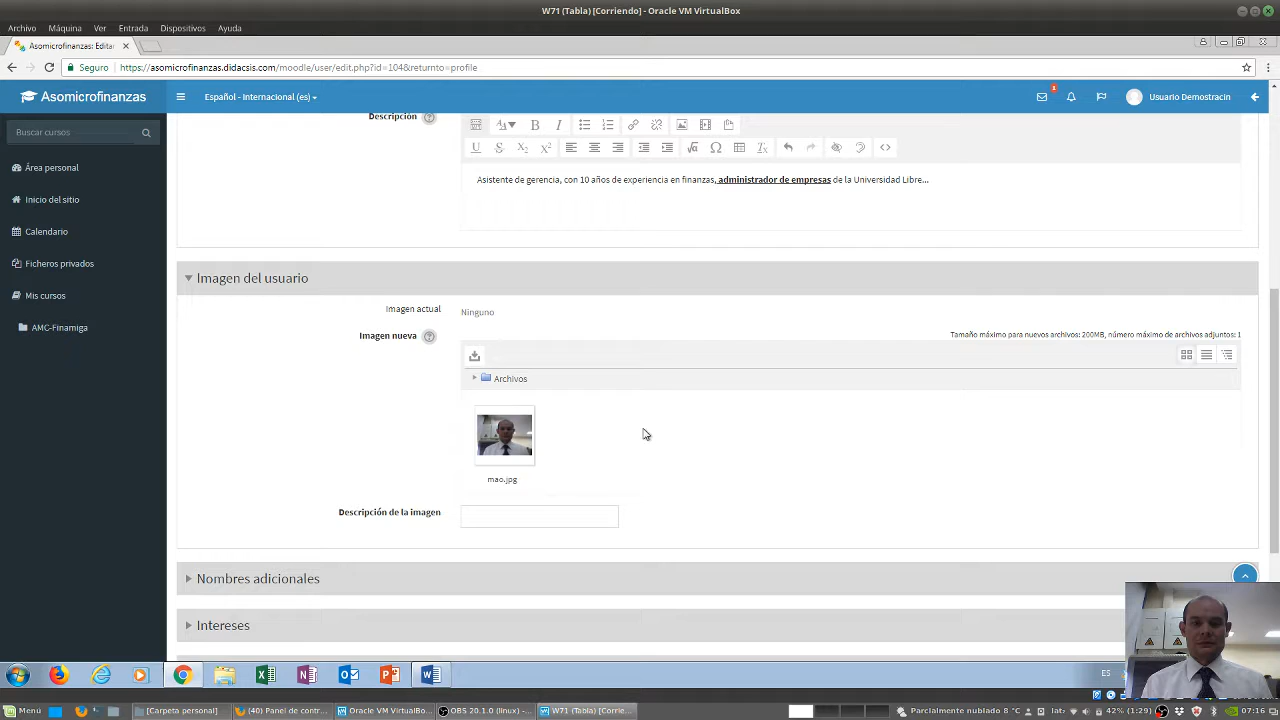 W71 (Tabla) [Corriendo] - Oracle VM VirtualBox
Archivo Máquina Ver Entrada Dispositivos Ayuda
Asomicrofinanzas: Edita
Seguro https://asomicrofinanzas.didacsis.com/moodle/user/edit.php?id=104&returnto=profile
Asomicrofinanzas
Español - Internacional (es)
1
Usuario Demostracin
Buscar cursos
Área personal
Inicio del sitio
Calendario
Ficheros privados
Mis cursos
AMC-Finamiga
Descripción
Asistente de gerencia, con 10 años de experiencia en finanzas, administrador de empresas de la Universidad Libre...
Imagen del usuario
Imagen actual
Ninguno
Imagen nueva
Tamaño máximo para nuevos archivos: 200MB, número máximo de archivos adjuntos: 1
Archivos
mao.jpg
Descripción de la imagen
Nombres adicionales
Intereses
ES
Menú
[Carpeta personal]
(40) Panel de contr...
Oracle VM VirtualBo...
OBS 20.1.0 (linux) -...
W71 (Tabla) [Corrie...
Parcialmente nublado 8 °C
lat2
42% (1:29)
07:16